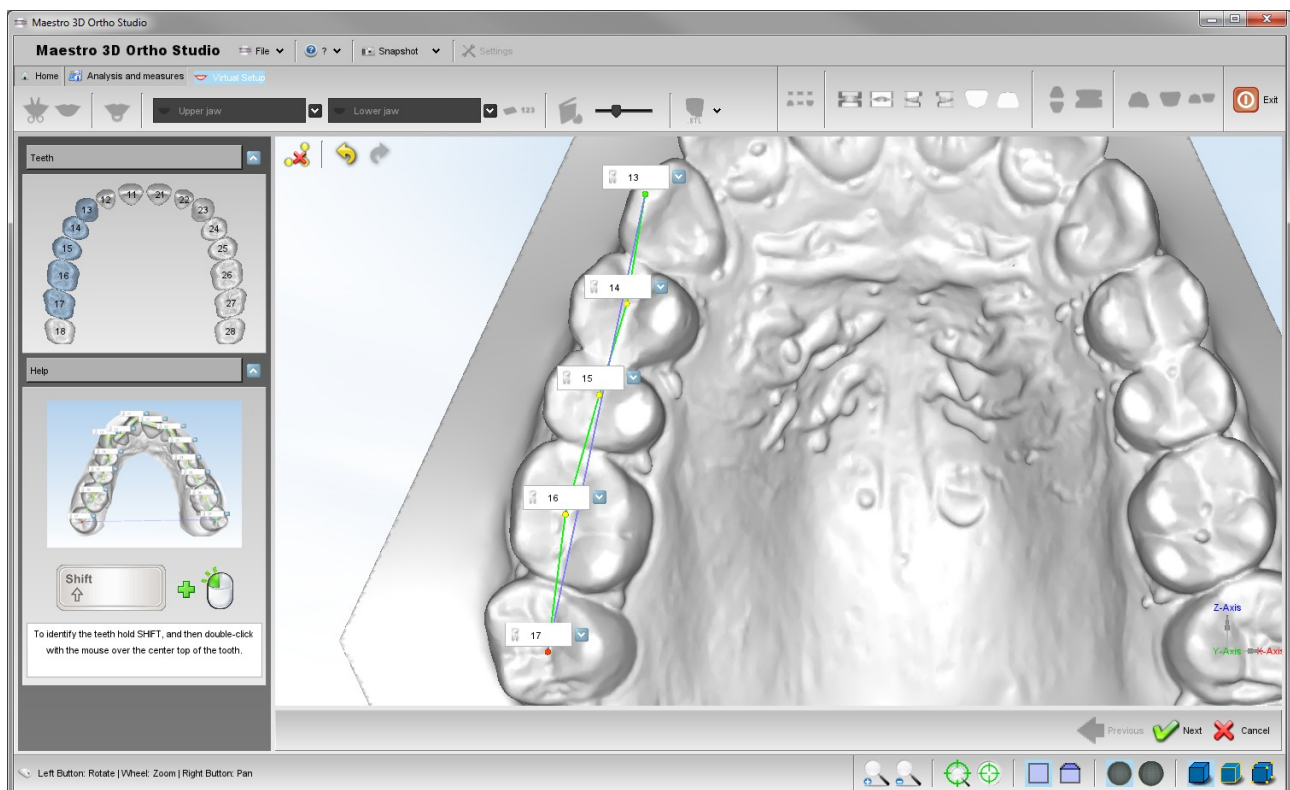 Maestro 3D Ortho Studio
Maestro 3D Ortho Studio File ? Snapshot Settings
Home Analysis and measures Virtual Setup
Upper jaw Lower jaw 123 STL Exit
Teeth
11 21
12 22
13 23
14 24
15 25
16 26
17 27
18 28
Help
Shift
To identify the teeth hold SHIFT, and then double-click
with the mouse over the center top of the tooth.
13
14
15
16
17
Z-Axis
Y-Axis X-Axis
Previous Next Cancel
Left Button: Rotate | Wheel: Zoom | Right Button: Pan